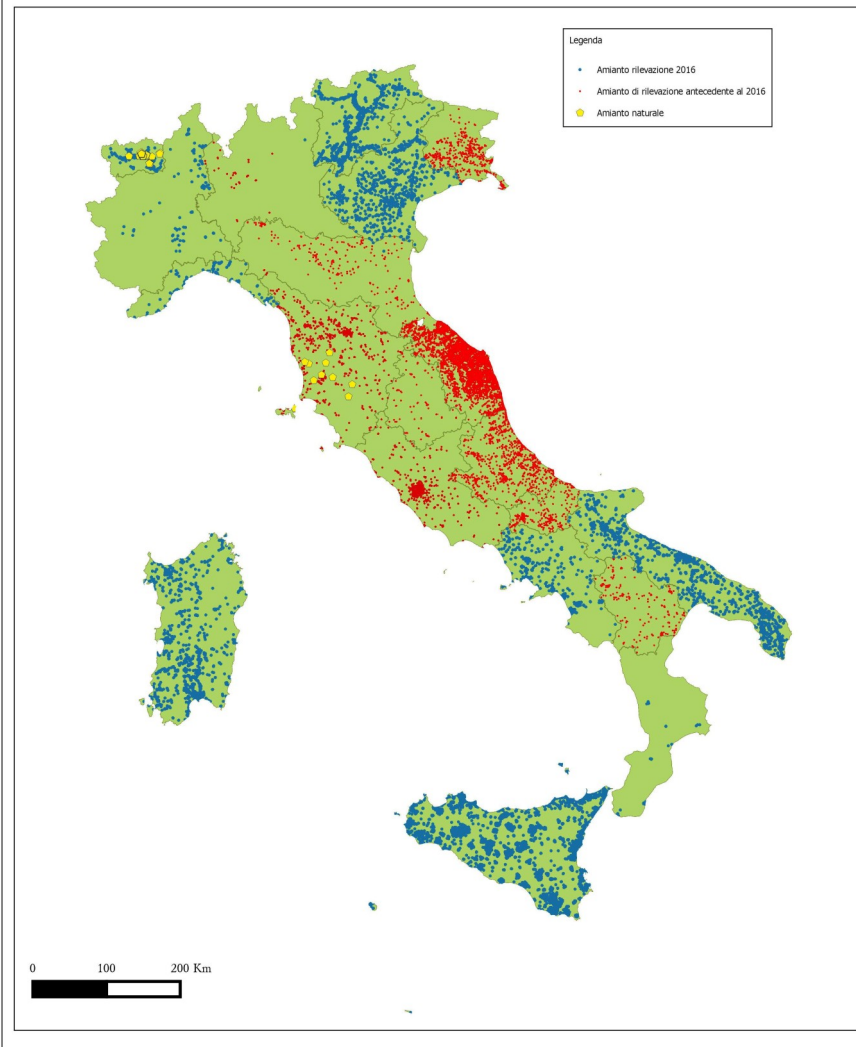 Legenda
Amianto rilevazione 2016
Amianto di rilevazione antecedente al 2016
Amianto naturale
0 100 200 Km